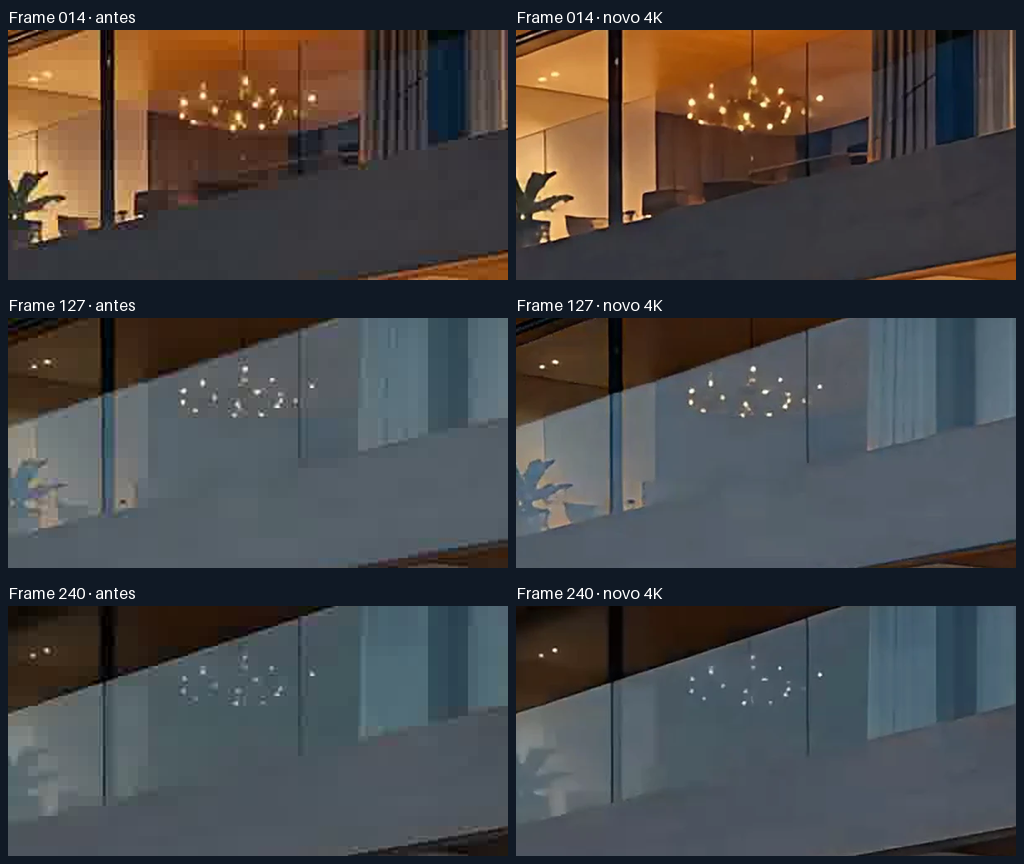 Frame 014 · antes
Frame 014 · novo 4K
Frame 127 · antes
Frame 127 · novo 4K
Frame 240 · antes
Frame 240 · novo 4K